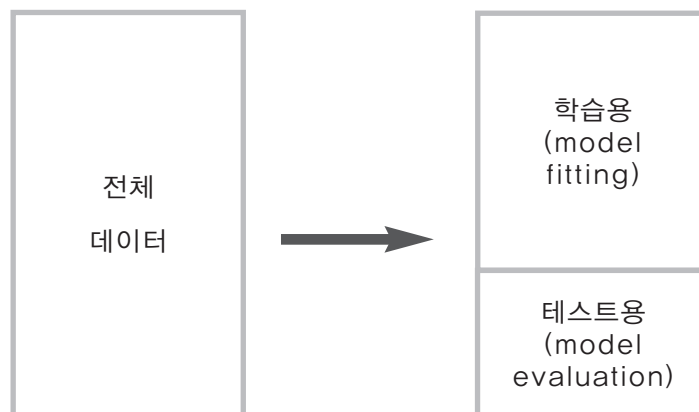 전체
데이터
학습용
(model
fitting)
테스트용
(model
evaluation)